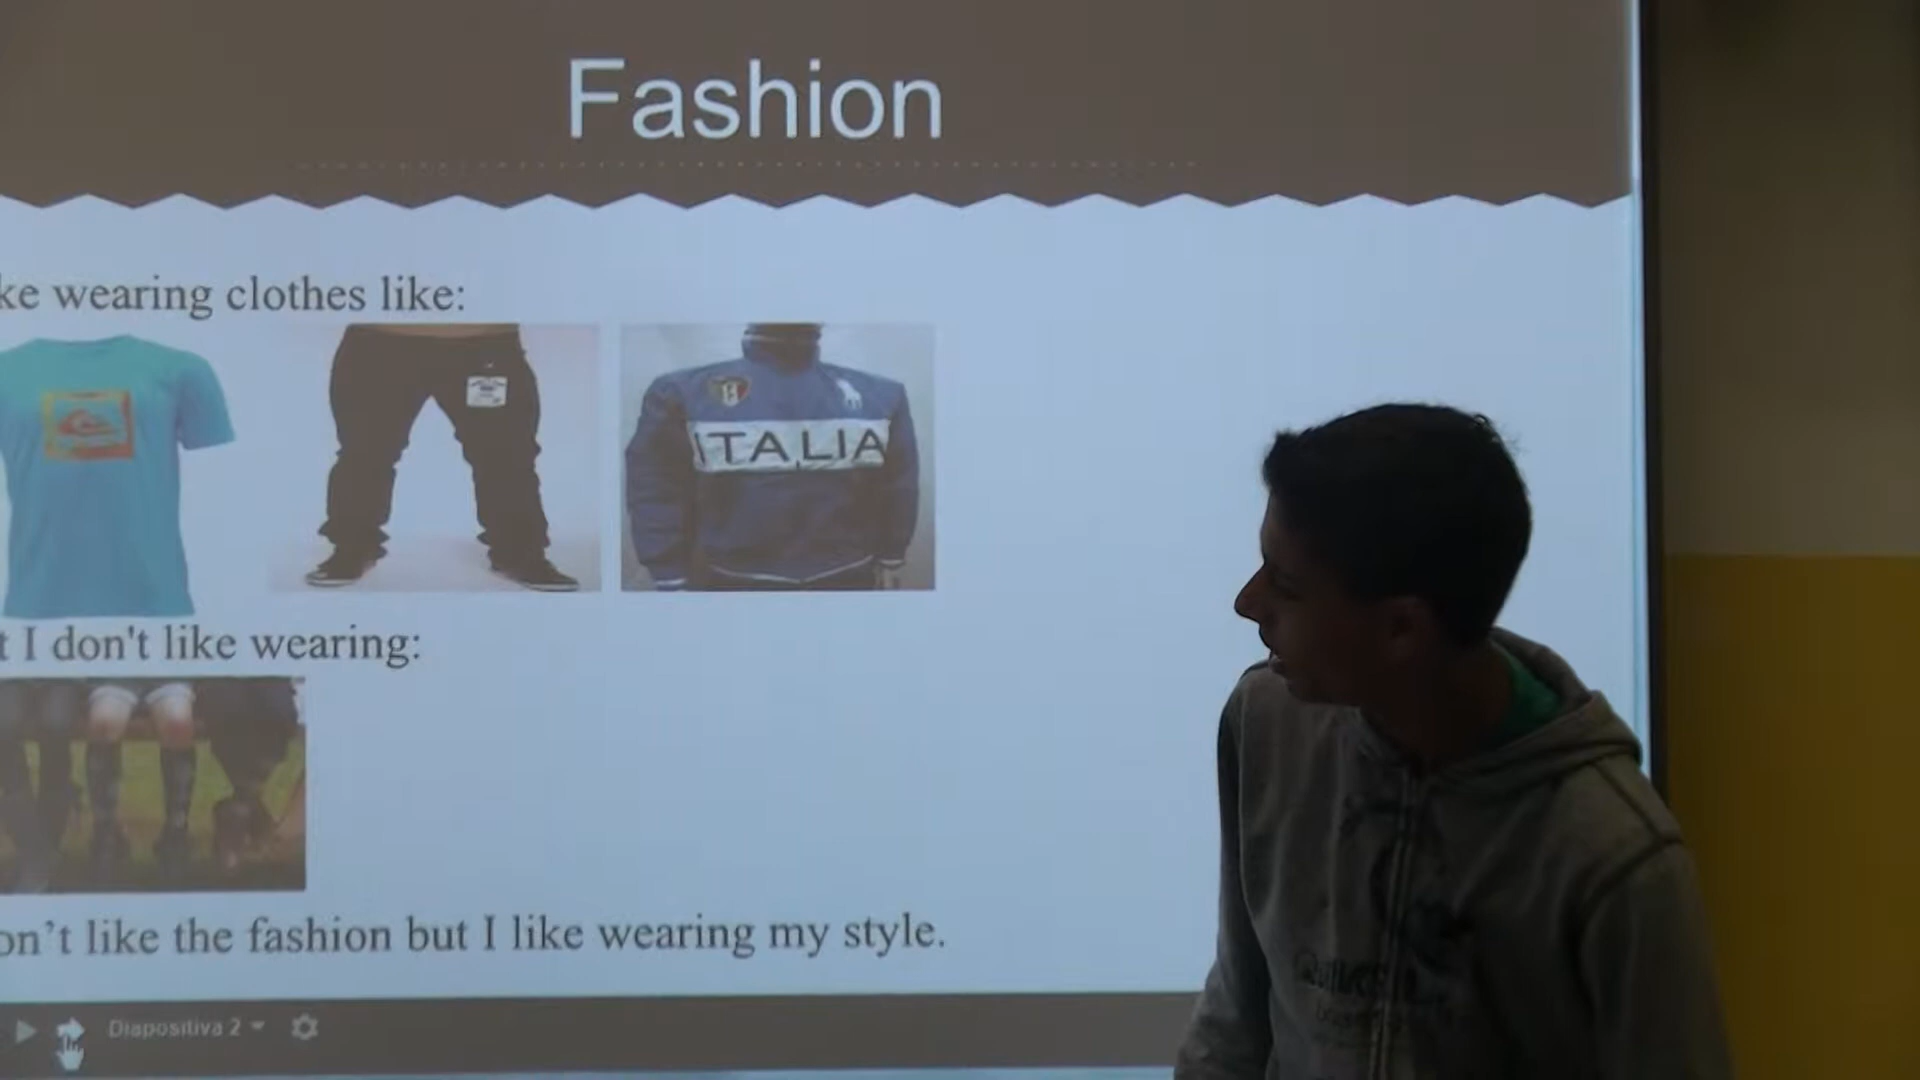 Fashion
ke wearing clothes like:
ITALIA
t I don't like wearing:
on't like the fashion but I like wearing my style.
Diapositiva 2